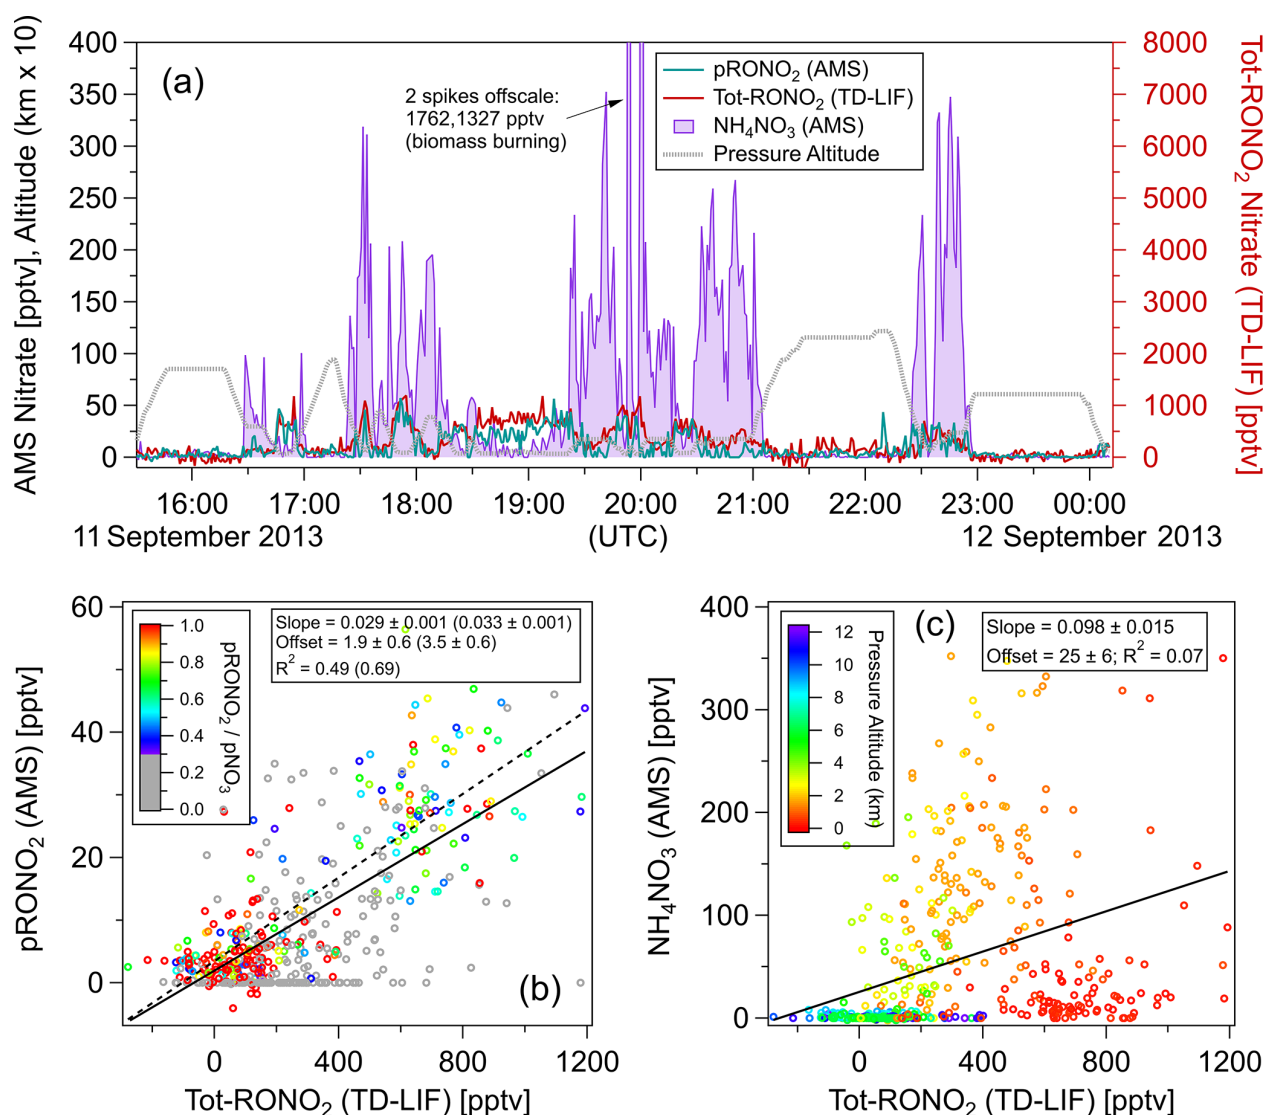 (a)
AMS Nitrate [pptv], Altitude (km x 10)
400
350
300
250
200
150
100
50
0
2 spikes offscale:
1762,1327 pptv
(biomass burning)
pRONO2 (AMS)
Tot-RONO2 (TD-LIF)
NH4NO3 (AMS)
Pressure Altitude
8000
7000
6000
5000
4000
3000
2000
1000
0
Tot-RONO2 Nitrate (TD-LIF) [pptv]
16:00 17:00 18:00 19:00 20:00 21:00 22:00 23:00 00:00
11 September 2013 (UTC) 12 September 2013
pRONO2 (AMS) [pptv]
60
40
20
0
1.0
0.8
0.6
0.4
0.2
0.0
pRONO2 / pNO3
Slope = 0.029 ± 0.001 (0.033 ± 0.001)
Offset = 1.9 ± 0.6 (3.5 ± 0.6)
R2 = 0.49 (0.69)
(b)
0 400 800 1200
Tot-RONO2 (TD-LIF) [pptv]
NH4NO3 (AMS) [pptv]
400
300
200
100
0
12
10
8
6
4
2
0
Pressure Altitude (km)
(c)
Slope = 0.098 ± 0.015
Offset = 25 ± 6; R2 = 0.07
0 400 800 1200
Tot-RONO2 (TD-LIF) [pptv]